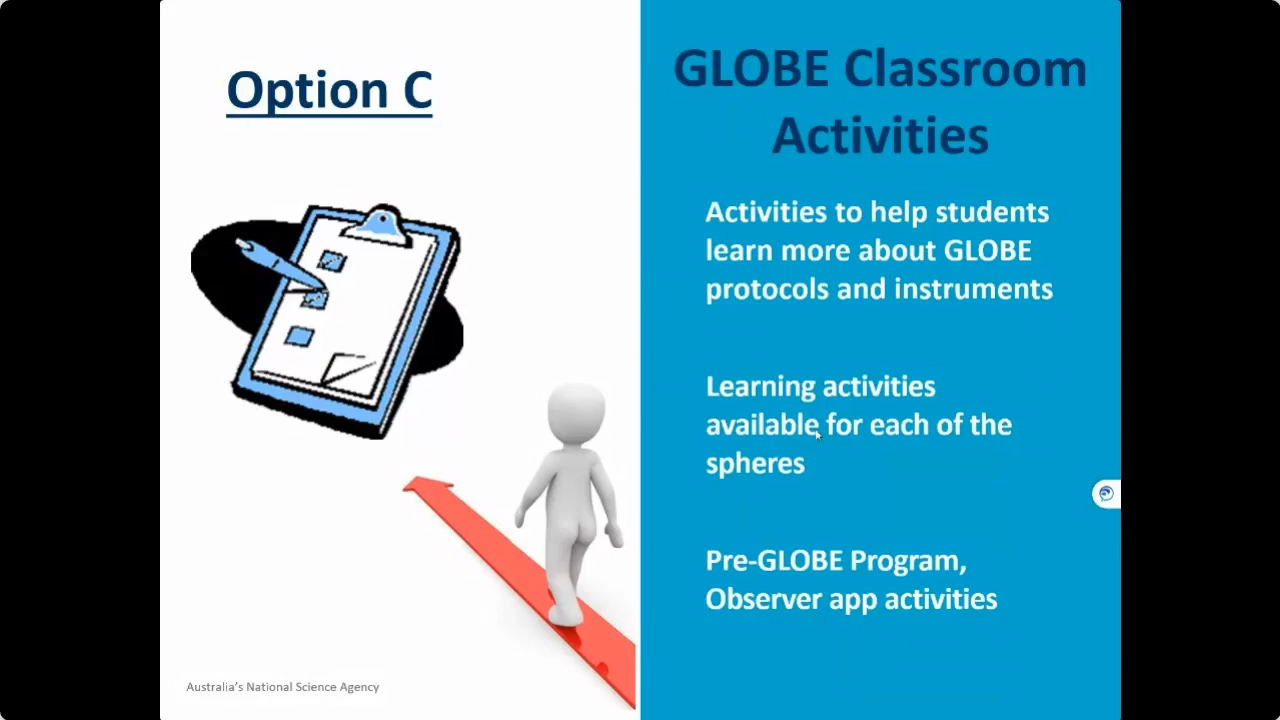 Option C
GLOBE Classroom
Activities
Activities to help students
learn more about GLOBE
protocols and instruments
Learning activities
available for each of the
spheres
Pre-GLOBE Program,
Observer app activities
Australia's National Science Agency